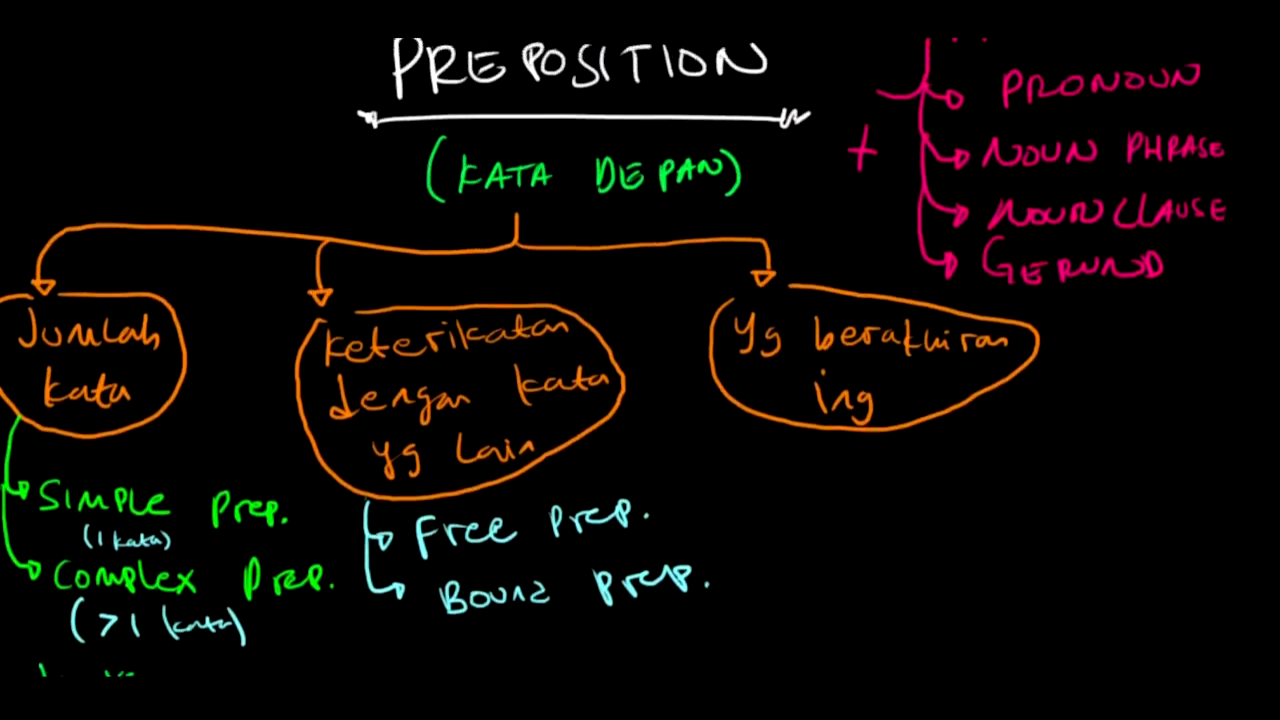 PREPOSITION
(KATA DEPAN)
+
PRONOUN
NOUN PHRASE
NOUN CLAUSE
GERUND
Jumlah
kata
Keterikatan
dengan kata
yg Lain
Yg berakhiran
ing
SIMPLE Prep.
(1 kata)
COMPLEX Prep.
(>1 kata)
Free Prep.
Bound Prep.